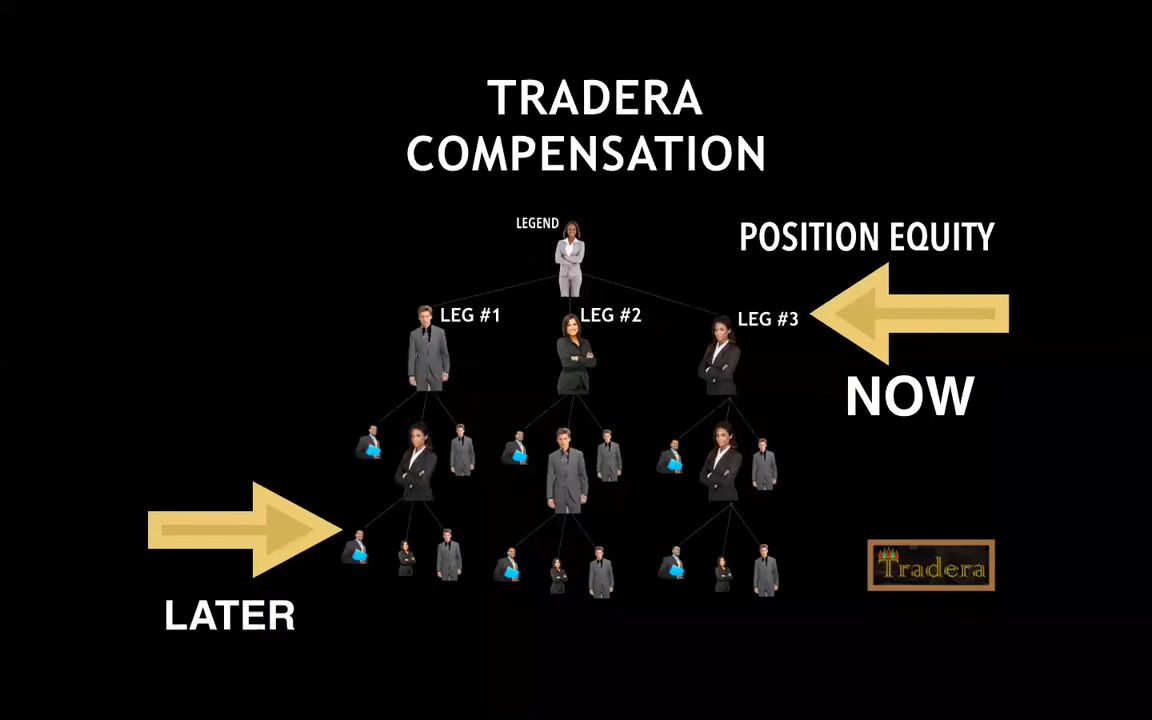 TRADERA
COMPENSATION
LEGEND
POSITION EQUITY
LEG #1
LEG #2
LEG #3
NOW
LATER
Tradera